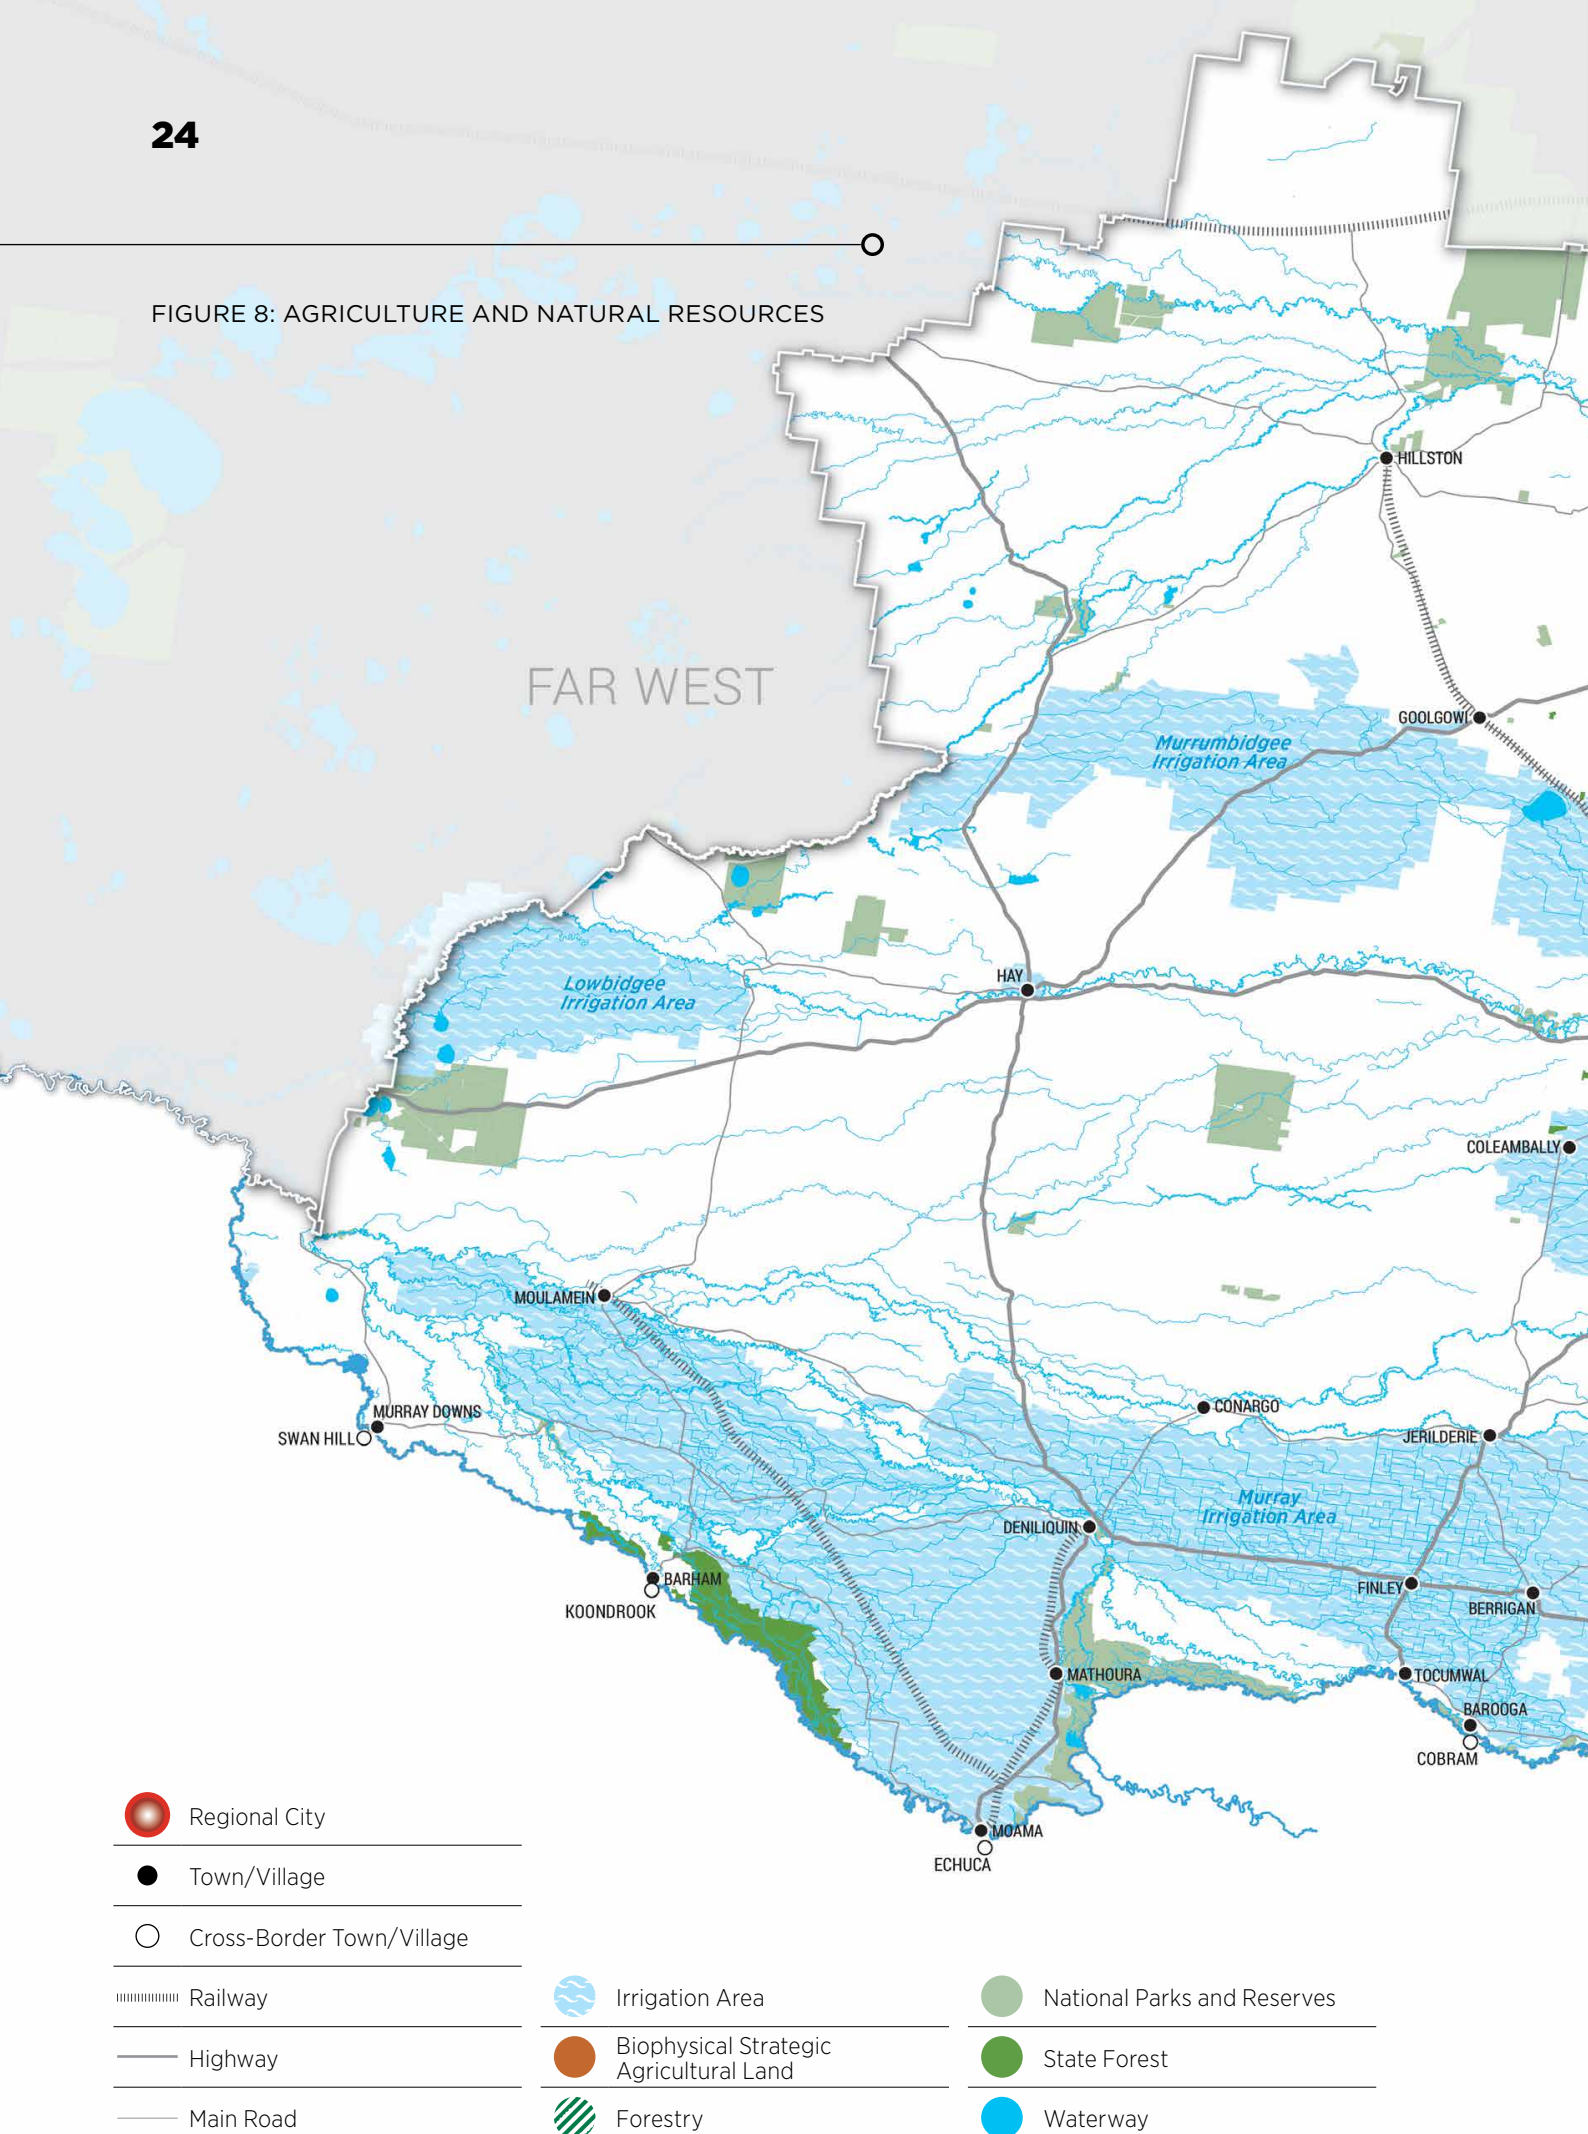 24
FIGURE 8: AGRICULTURE AND NATURAL RESOURCES
HILLSTON
FAR WEST
GOOLGOWI
Murrumbidgee
Irrigation Area
HAY
Lowbidgee
Irrigation Area
COLEAMBALLY
MOULAMEIN
MURRAY DOWNS
SWAN HILL
CONARGO
JERILDERIE
Murray
Irrigation Area
DENILIQUIN
BARHAM
KOONDROOK
FINLEY
BERRIGAN
MATHOURA
TOCUMWAL
BAROOGA
COBRAM
MOAMA
ECHUCA
Regional City
Town/Village
Cross-Border Town/Village
Railway
Highway
Main Road
Irrigation Area
Biophysical Strategic
Agricultural Land
Forestry
National Parks and Reserves
State Forest
Waterway